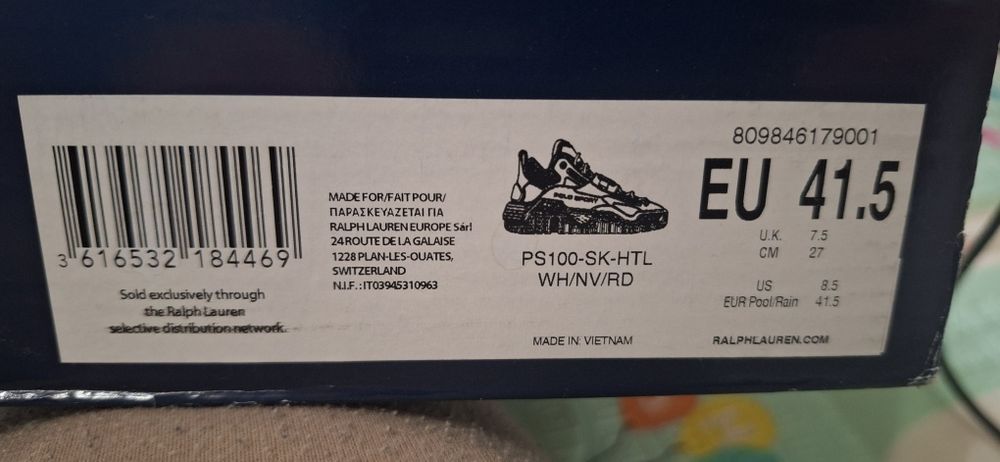 3 616532 184469
Sold exclusively through
the Ralph Lauren
selective distribution network.
MADE FOR/FAIT POUR/
ΠΑΡΑΣΚΕΥΑΖΕΤΑΙ ΓΙΑ
RALPH LAUREN EUROPE Sárl
24 ROUTE DE LA GALAISE
1228 PLAN-LES-OUATES,
SWITZERLAND
N.I.F.:IT03945310963
POLO SPORT
PS100-SK-HTL
WH/NV/RD
MADE IN: VIETNAM
809846179001
EU 41.5
U.K. 7.5
CM 27
US 8.5
EUR Pool/Rain 41.5
RALPHLAUREN.COM